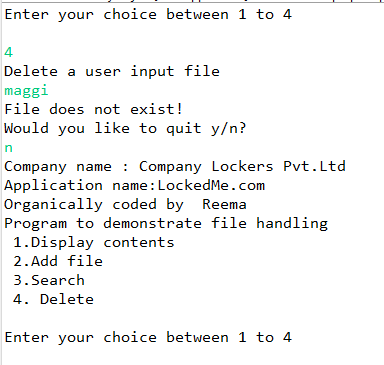 Enter your choice between 1 to 4
4
Delete a user input file
maggi
File does not exist!
Would you like to quit y/n?
n
Company name : Company Lockers Pvt.Ltd
Application name:LockedMe.com
Organically coded by  Reema
Program to demonstrate file handling
 1.Display contents
 2.Add file
 3.Search
 4. Delete
Enter your choice between 1 to 4